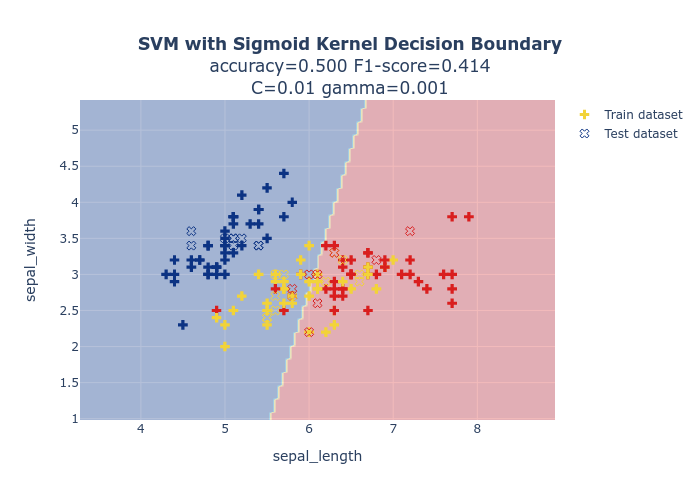 SVM with Sigmoid Kernel Decision Boundary
accuracy=0.500 F1-score=0.414
C=0.01 gamma=0.001
Train dataset
Test dataset
5
4.5
4
3.5
3
2.5
2
1.5
1
sepal_width
4 5 6 7 8
sepal_length